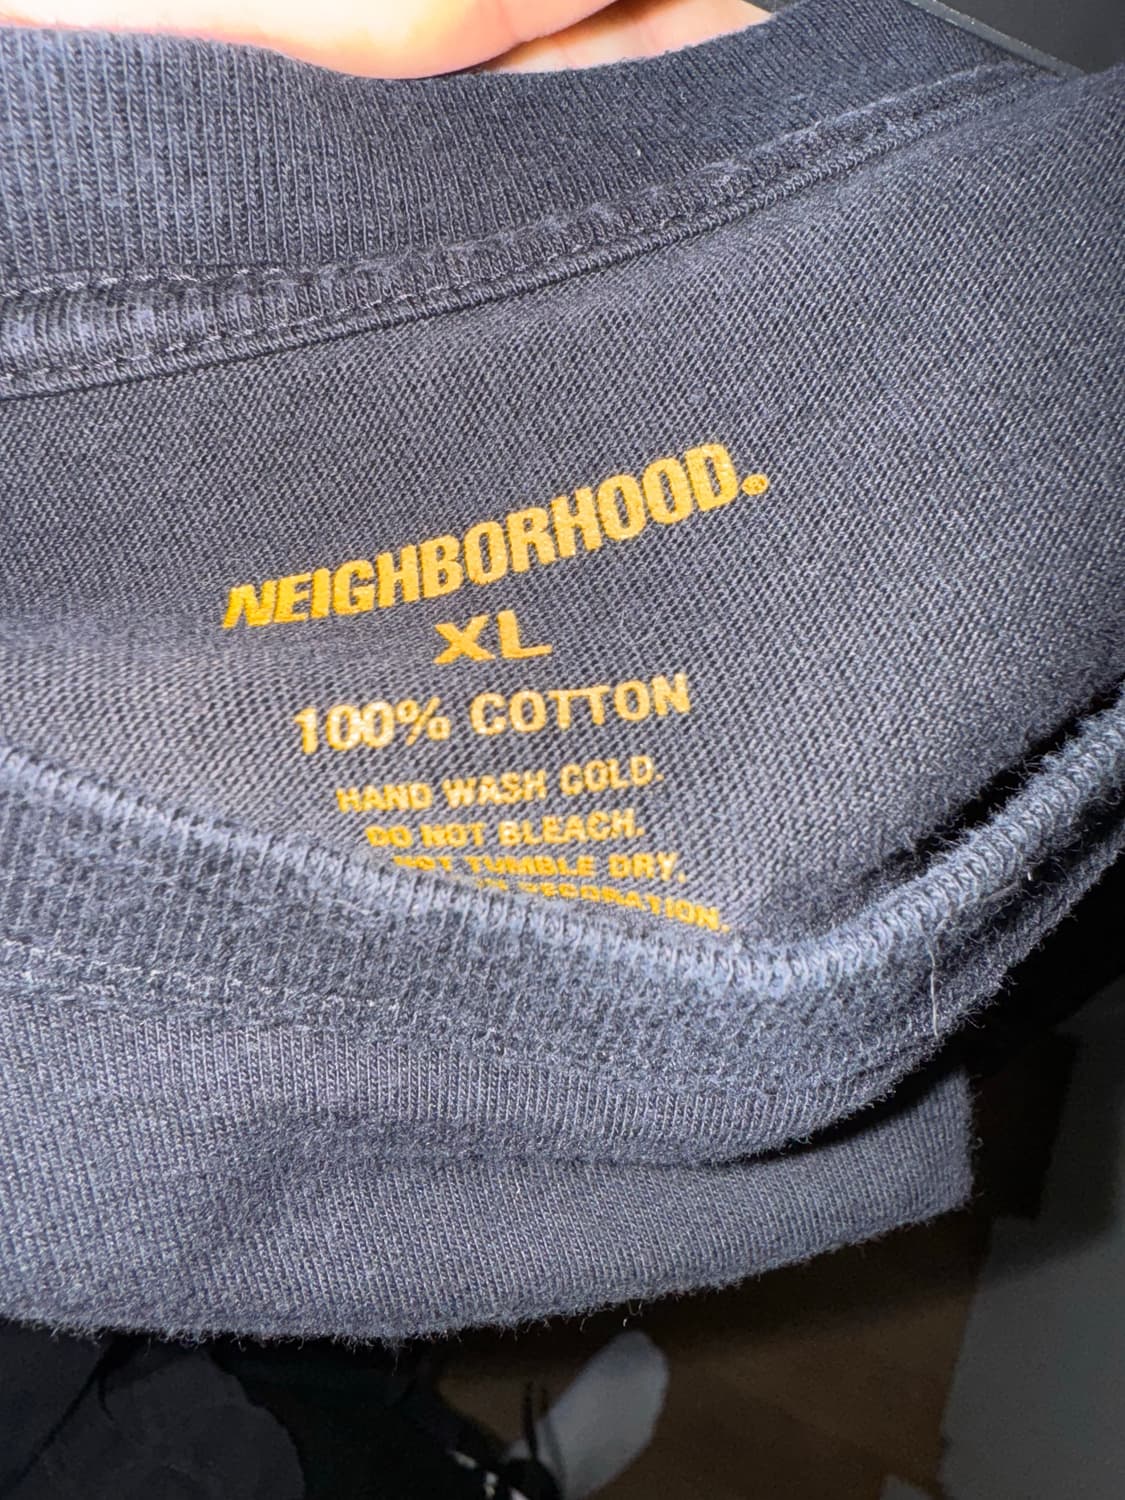 NEIGHBORHOOD.®
XL
100% COTTON
HAND WASH COLD.
DO NOT BLEACH.
NOT TUMBLE DRY.
DECORATION.